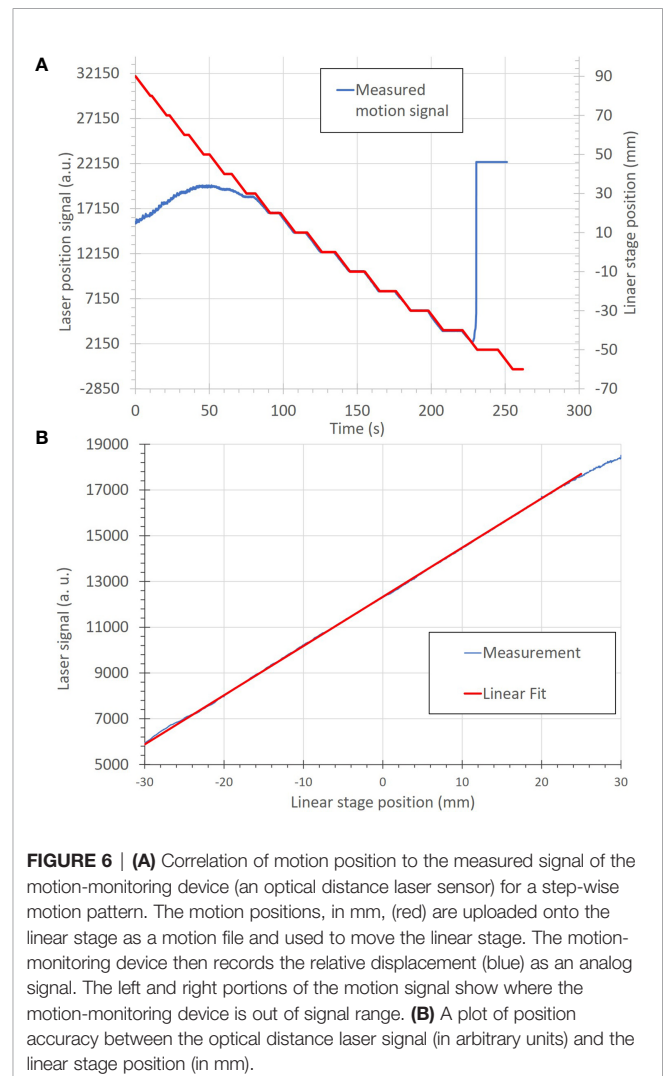 A
32150
27150
22150
17150
12150
7150
2150
-2850
Laser position signal (a.u.)
Measured
motion signal
90
70
50
30
10
-10
-30
-50
-70
Linaer stage position (mm)
0 50 100 150 200 250 300
Time (s)
B
19000
17000
15000
13000
11000
9000
7000
5000
Laser signal (a. u.)
Measurement
Linear Fit
-30 -20 -10 0 10 20 30
Linear stage position (mm)
FIGURE 6 | (A) Correlation of motion position to the measured signal of the
motion-monitoring device (an optical distance laser sensor) for a step-wise
motion pattern. The motion positions, in mm, (red) are uploaded onto the
linear stage as a motion file and used to move the linear stage. The motion-
monitoring device then records the relative displacement (blue) as an analog
signal. The left and right portions of the motion signal show where the
motion-monitoring device is out of signal range. (B) A plot of position
accuracy between the optical distance laser signal (in arbitrary units) and the
linear stage position (in mm).